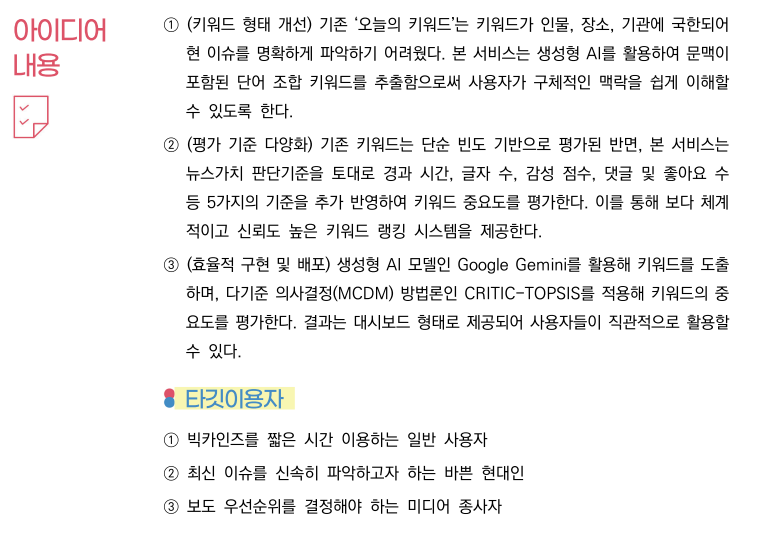 아이디어
내용
① (키워드 형태 개선) 기존 ‘오늘의 키워드’는 키워드가 인물, 장소, 기관에 국한되어
현 이슈를 명확하게 파악하기 어려웠다. 본 서비스는 생성형 AI를 활용하여 문맥이
포함된 단어 조합 키워드를 추출함으로써 사용자가 구체적인 맥락을 쉽게 이해할
수 있도록 한다.
② (평가 기준 다양화) 기존 키워드는 단순 빈도 기반으로 평가된 반면, 본 서비스는
뉴스가치 판단기준을 토대로 경과 시간, 글자 수, 감성 점수, 댓글 및 좋아요 수
등 5가지의 기준을 추가 반영하여 키워드 중요도를 평가한다. 이를 통해 보다 체계
적이고 신뢰도 높은 키워드 랭킹 시스템을 제공한다.
③ (효율적 구현 및 배포) 생성형 AI 모델인 Google Gemini를 활용해 키워드를 도출
하며, 다기준 의사결정(MCDM) 방법론인 CRITIC-TOPSIS를 적용해 키워드의 중
요도를 평가한다. 결과는 대시보드 형태로 제공되어 사용자들이 직관적으로 활용할
수 있다.
타깃이용자
① 빅카인즈를 짧은 시간 이용하는 일반 사용자
② 최신 이슈를 신속히 파악하고자 하는 바쁜 현대인
③ 보도 우선순위를 결정해야 하는 미디어 종사자